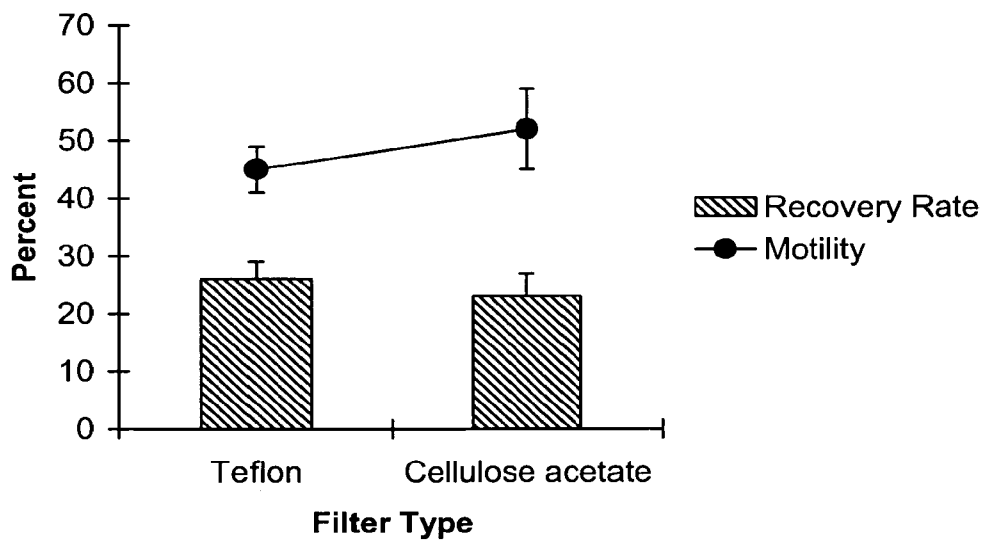 70
60
50
40
30
20
10
0
Percent
Teflon
Cellulose acetate
Filter Type
Recovery Rate
Motility